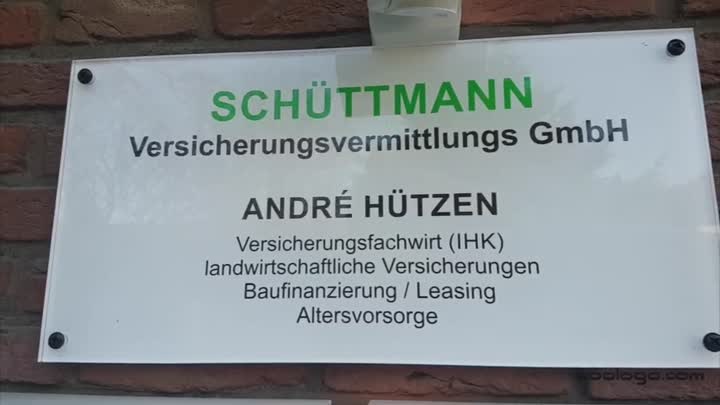 SCHÜTTMANN
Versicherungsvermittlungs GmbH
ANDRÉ HÜTZEN
Versicherungsfachwirt (IHK)
landwirtschaftliche Versicherungen
Baufinanzierung / Leasing
Altersvorsorge